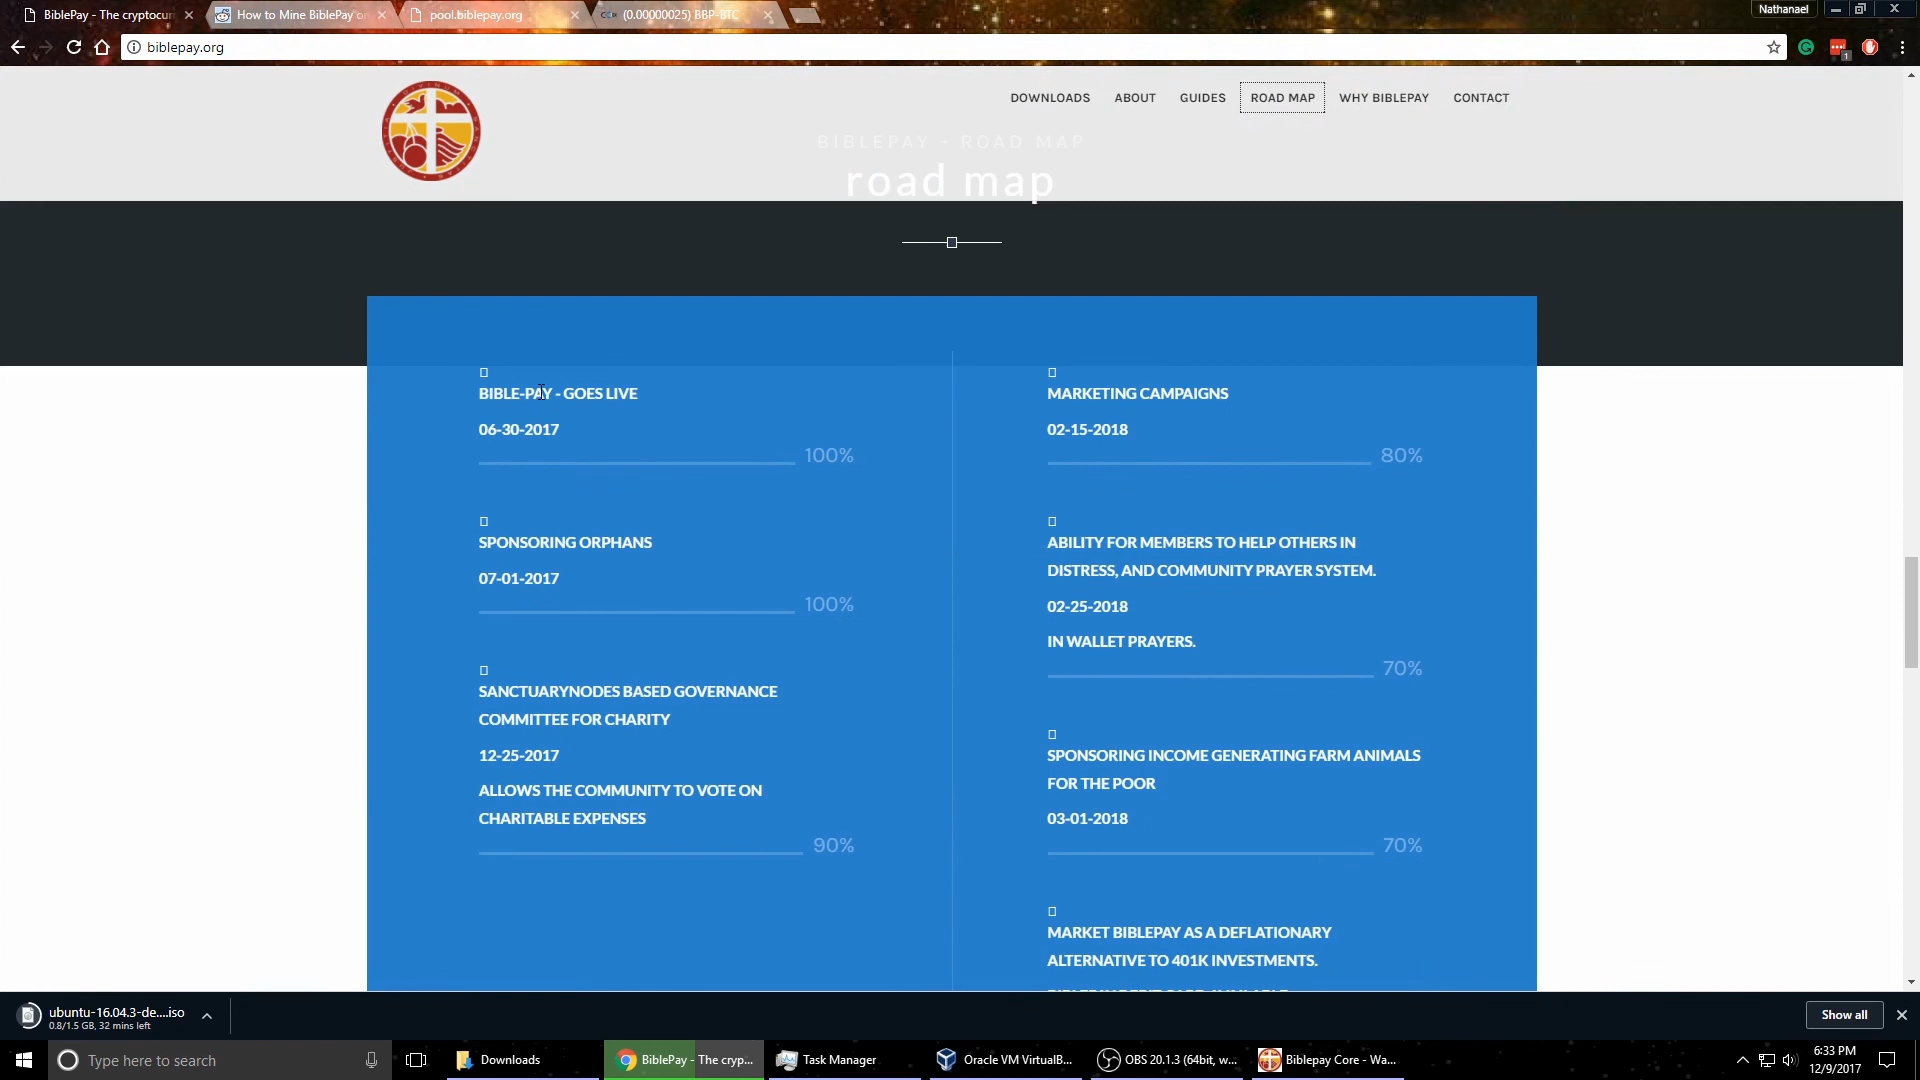 BiblePay - The cryptocur
How to Mine BiblePay on
pool.biblepay.org
(0.00000025) BBP-BTC
Nathanael
biblepay.org
1
DOWNLOADS
ABOUT
GUIDES
ROAD MAP
WHY BIBLEPAY
CONTACT
BIBLEPAY - ROAD MAP
road map
BIBLE-PAY - GOES LIVE
06-30-2017
100%
SPONSORING ORPHANS
07-01-2017
100%
SANCTUARYNODES BASED GOVERNANCE
COMMITTEE FOR CHARITY
12-25-2017
ALLOWS THE COMMUNITY TO VOTE ON
CHARITABLE EXPENSES
90%
MARKETING CAMPAIGNS
02-15-2018
80%
ABILITY FOR MEMBERS TO HELP OTHERS IN
DISTRESS, AND COMMUNITY PRAYER SYSTEM.
02-25-2018
IN WALLET PRAYERS.
70%
SPONSORING INCOME GENERATING FARM ANIMALS
FOR THE POOR
03-01-2018
70%
MARKET BIBLEPAY AS A DEFLATIONARY
ALTERNATIVE TO 401K INVESTMENTS.
ubuntu-16.04.3-de....iso
0.8/1.5 GB, 32 mins left
Show all
Type here to search
Downloads
BiblePay - The cryp...
Task Manager
Oracle VM VirtualB...
OBS 20.1.3 (64bit, w...
Biblepay Core - Wa...
6:33 PM
12/9/2017